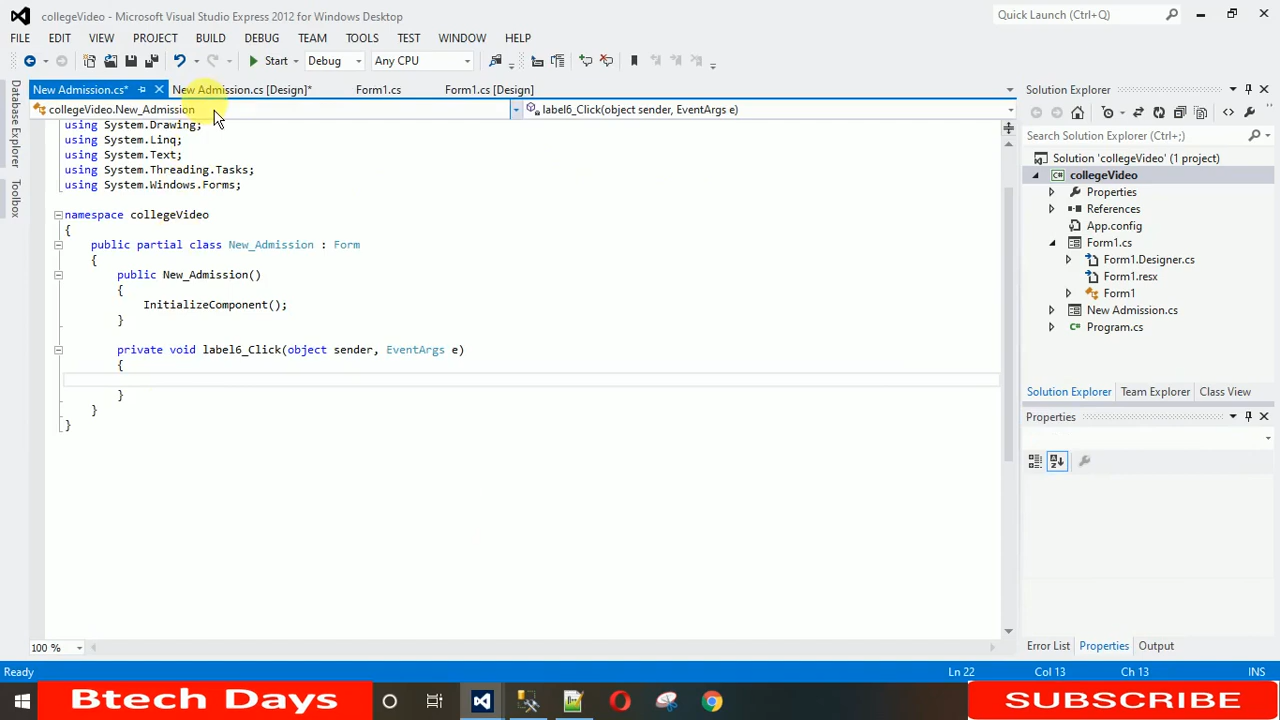 collegeVideo - Microsoft Visual Studio Express 2012 for Windows Desktop
Quick Launch (Ctrl+Q)
FILE EDIT VIEW PROJECT BUILD DEBUG TEAM TOOLS TEST WINDOW HELP
Start Debug Any CPU
New Admission.cs* New Admission.cs [Design]* Form1.cs Form1.cs [Design]
collegeVideo.New_Admission label6_Click(object sender, EventArgs e)
Database Explorer
Toolbox
using System.Drawing;
using System.Linq;
using System.Text;
using System.Threading.Tasks;
using System.Windows.Forms;
namespace collegeVideo
{
public partial class New_Admission : Form
{
public New_Admission()
{
InitializeComponent();
}
private void label6_Click(object sender, EventArgs e)
{
}
}
}
100 %
Solution Explorer
Search Solution Explorer (Ctrl+;)
Solution 'collegeVideo' (1 project)
collegeVideo
Properties
References
App.config
Form1.cs
Form1.Designer.cs
Form1.resx
Form1
New Admission.cs
Program.cs
Solution Explorer Team Explorer Class View
Properties
Error List Properties Output
Ready Ln 22 Col 13 Ch 13 INS
Btech Days
SUBSCRIBE